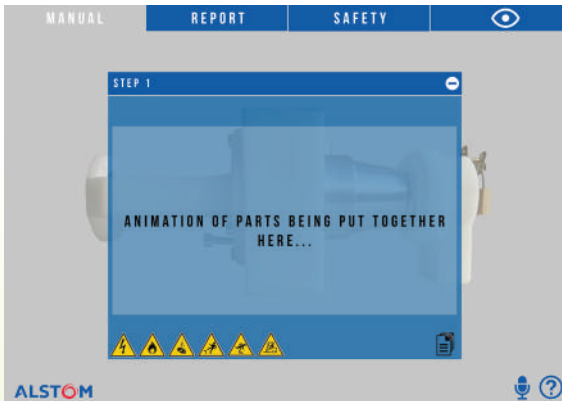 MANUAL
REPORT
SAFETY
STEP 1
ANIMATION OF PARTS BEING PUT TOGETHER
HERE...
ALSTOM
?